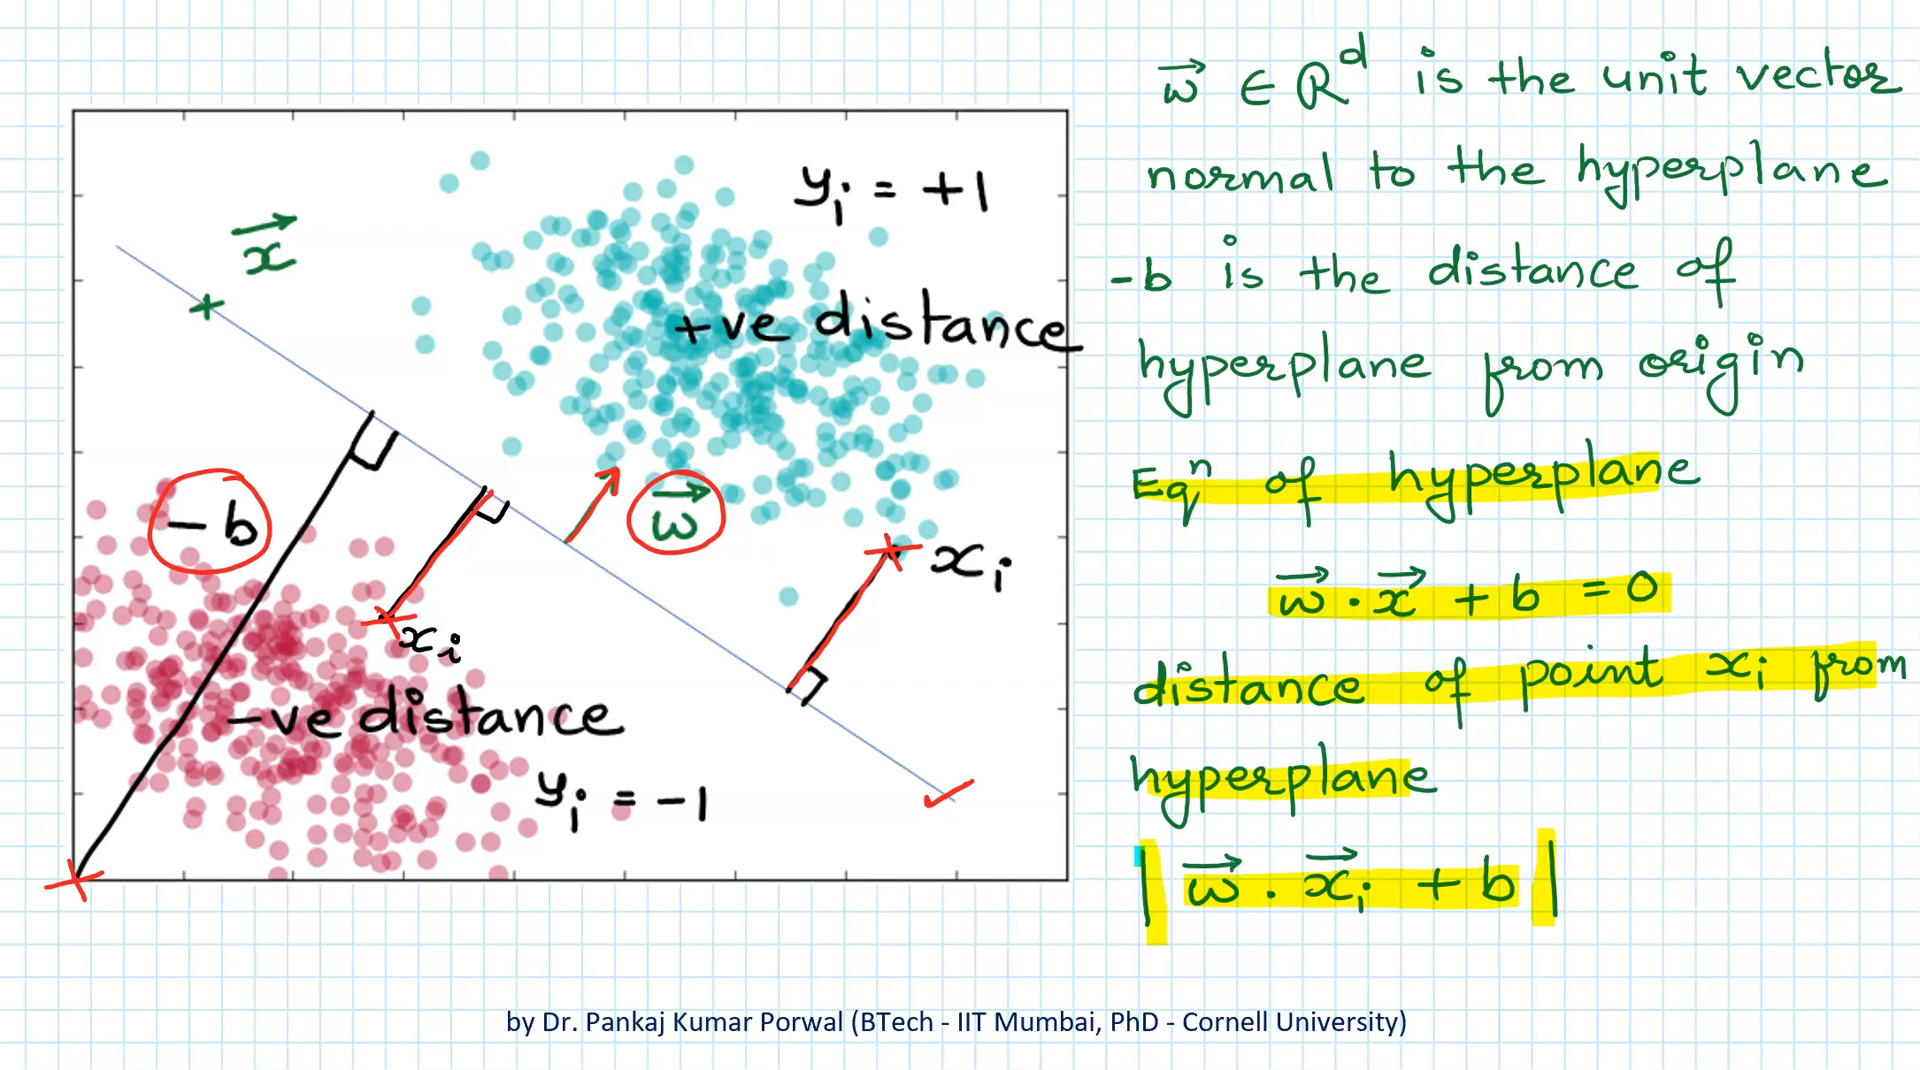 y_i = +1
x⃗
+ve distance
-b
w⃗
x_i
x_i
-ve distance
y_i = -1
w⃗ ∈ ℝ^d is the unit vector
normal to the hyperplane
-b is the distance of
hyperplane from origin
Eq^n of hyperplane
w⃗ · x⃗ + b = 0
distance of point x_i from
hyperplane
| w⃗ · x⃗_i + b |
by Dr. Pankaj Kumar Porwal (BTech - IIT Mumbai, PhD - Cornell University)